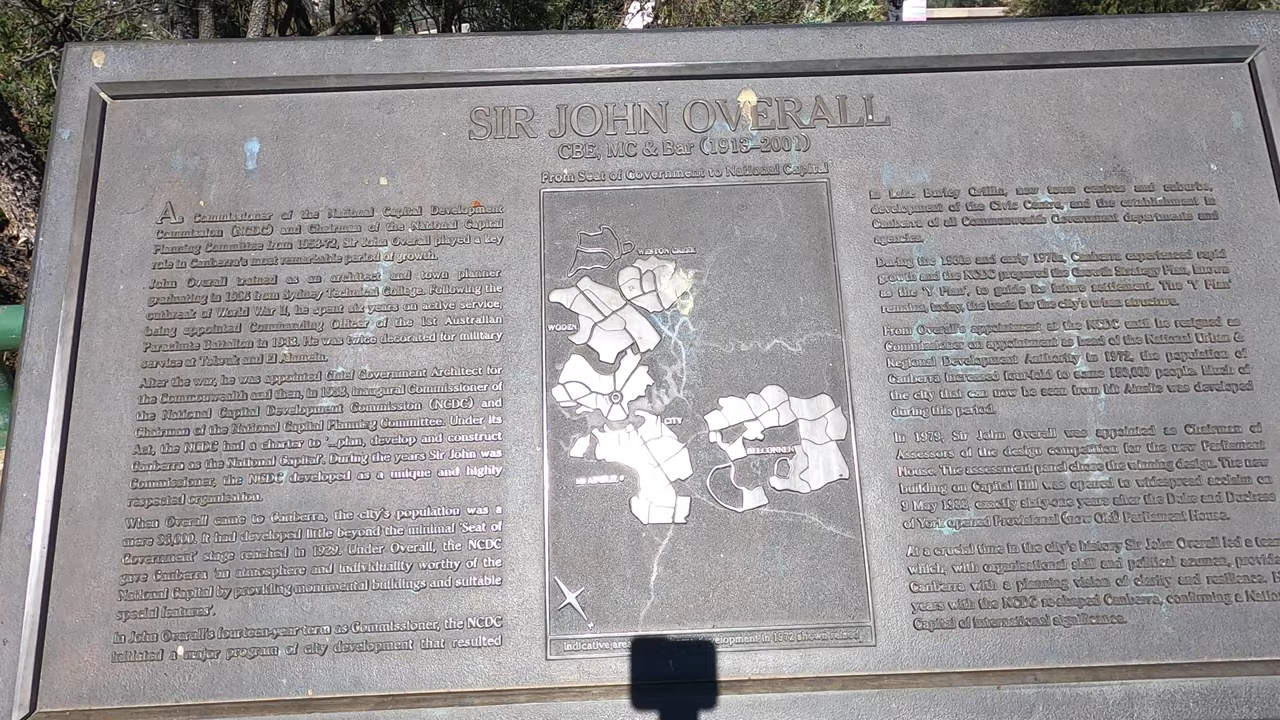 SIR JOHN OVERALL
CBE, MC & Bar (1913–2001)
From Seat of Government to National Capital
As Commissioner of the National Capital Development
Commission (NCDC) and Chairman of the National Capital
Planning Committee from 1958-72, Sir John Overall played a key
role in Canberra's most remarkable period of growth.
John Overall trained as an architect and town planner
graduating in from Sydney Technical College. Following the
outbreak of World War II, he spent six years on active service,
being appointed Commanding Officer of the 1st Australian
Parachute Battalion in 1943. He was twice decorated for military
service at Tobruk and El Alamein.
After the war, he was appointed Chief Government Architect for
the Commonwealth and then, in 1958, inaugural Commissioner of
the National Capital Development Commission (NCDC) and
Chairman of the National Capital Planning Committee. Under its
Act, the NCDC had a charter to '...plan, develop and construct
Canberra as the National Capital'. During the years Sir John was
Commissioner, the NCDC developed as a unique and highly
respected organisation.
When Overall came to Canberra, the city's population was a
mere It had developed little beyond the minimal 'Seat of
Government' stage reached in 1929. Under Overall, the NCDC
gave Canberra 'an atmosphere and individuality worthy of the
National Capital by providing monumental buildings and suitable
special features'.
In John Overall's fourteen-year term as Commissioner, the NCDC
initiated a major program of city development that resulted
WESTON CREEK
WODEN
CITY
BELCONNEN
MT AINSLIE
Indicative area development in 1972 shown raised
in Lake Burley Griffin, new town centres and suburbs,
development of the Civic Centre, and the establishment in
Canberra of all Commonwealth Government departments and
agencies.
During the 1960s and early 1970s, Canberra experienced rapid
growth and the NCDC prepared the Growth Strategy Plan, known
as the 'Y Plan', to guide its future settlement. The 'Y Plan'
remains, today, the basis for the city's urban structure.
From Overall's appointment at the NCDC until he resigned as
Commissioner on appointment as head of the National Urban &
Regional Development Authority in 1972, the population of
Canberra increased four-fold to some people. Much of
the city that can now be seen from Mt Ainslie was developed
during this period.
In 1979, Sir John Overall was appointed as Chairman of
Assessors of the design competition for the new Parliament
House. The assessment panel chose the winning design. The new
building on Capital Hill was opened to widespread acclaim on
9 May 1988, exactly sixty-one years after the Duke and Duchess
of York opened Provisional (now Old) Parliament House.
At a crucial time in the city's history Sir John Overall led a team
which, with organisational skill and political acumen, provide
Canberra with a planning vision of clarity and resilience. H
years with the NCDC re-shaped Canberra, confirming a Nation
Capital of international significance.